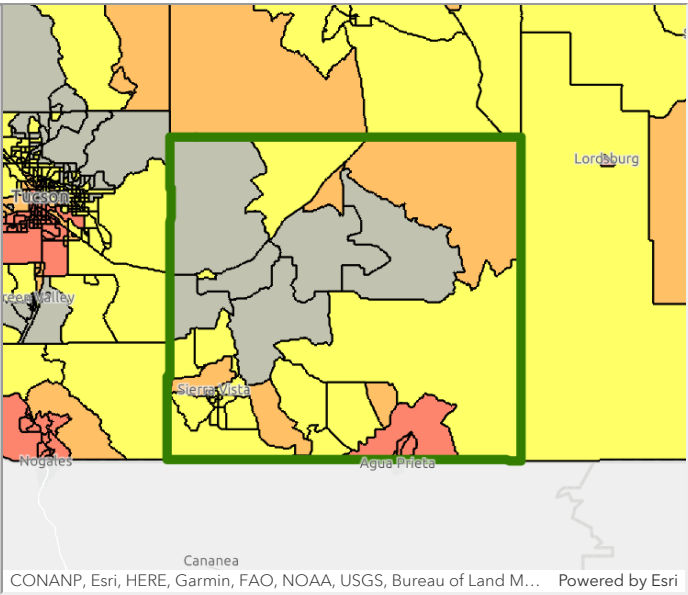 Lordsburg
Tucson
reen Valley
Sierra Vista
Nogales
Agua Prieta
Cananea
CONANP, Esri, HERE, Garmin, FAO, NOAA, USGS, Bureau of Land M... Powered by Esri